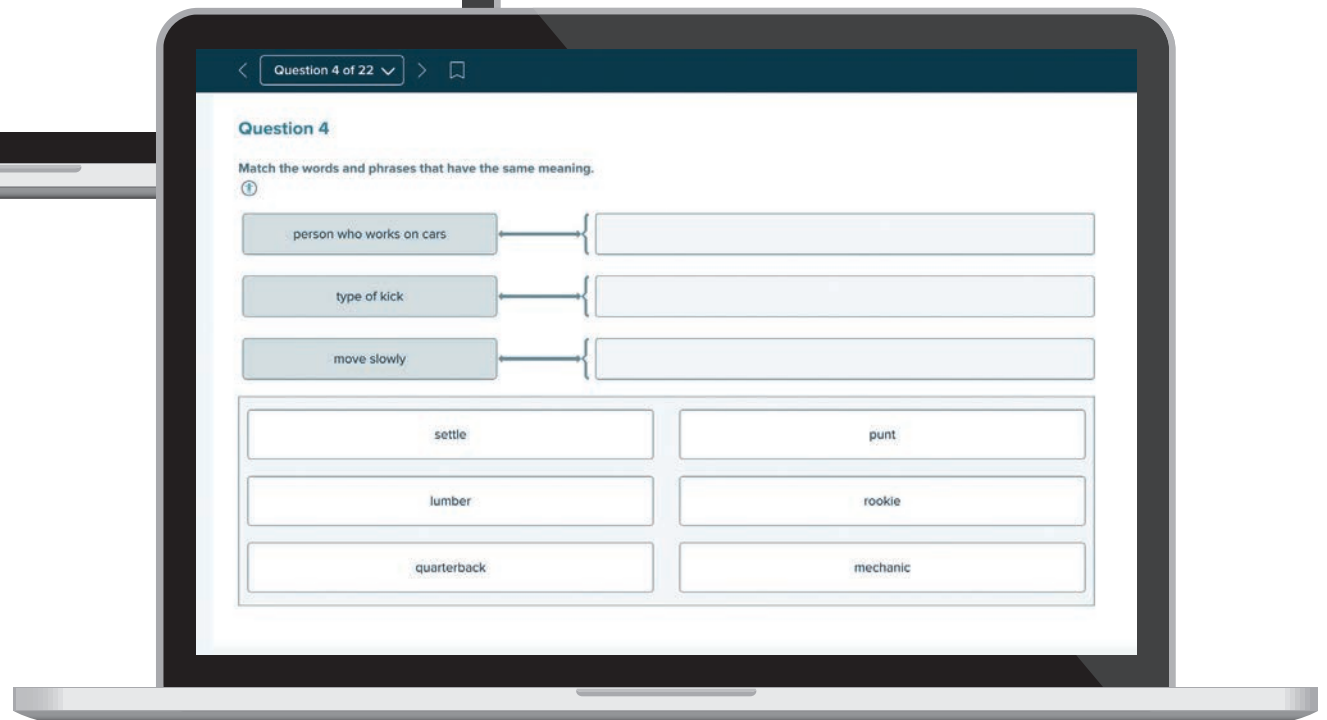 Question 4 of 22
Question 4
Match the words and phrases that have the same meaning.
person who works on cars
type of kick
move slowly
settle
punt
lumber
rookie
quarterback
mechanic